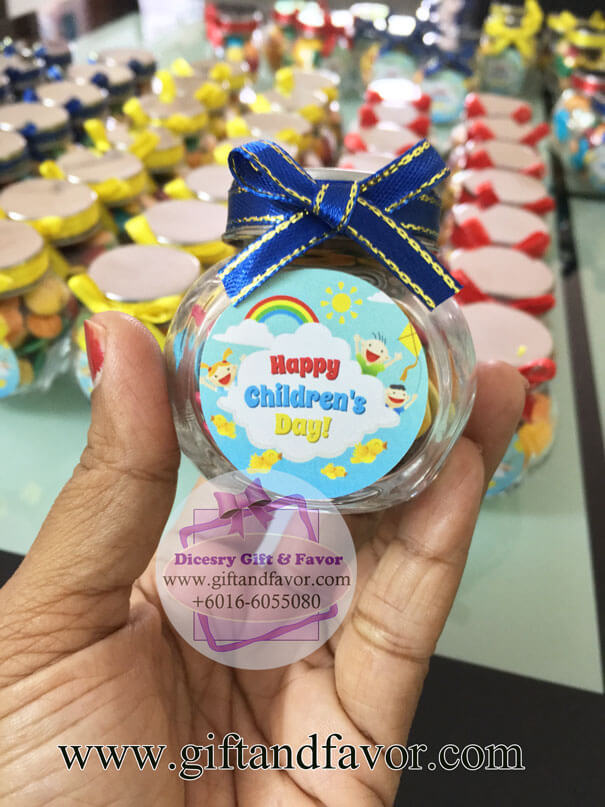 Happy
Children's
Day!
Dicesry Gift & Favor
www.giftandfavor.com
+6016-6055080
www.giftandfavor.com